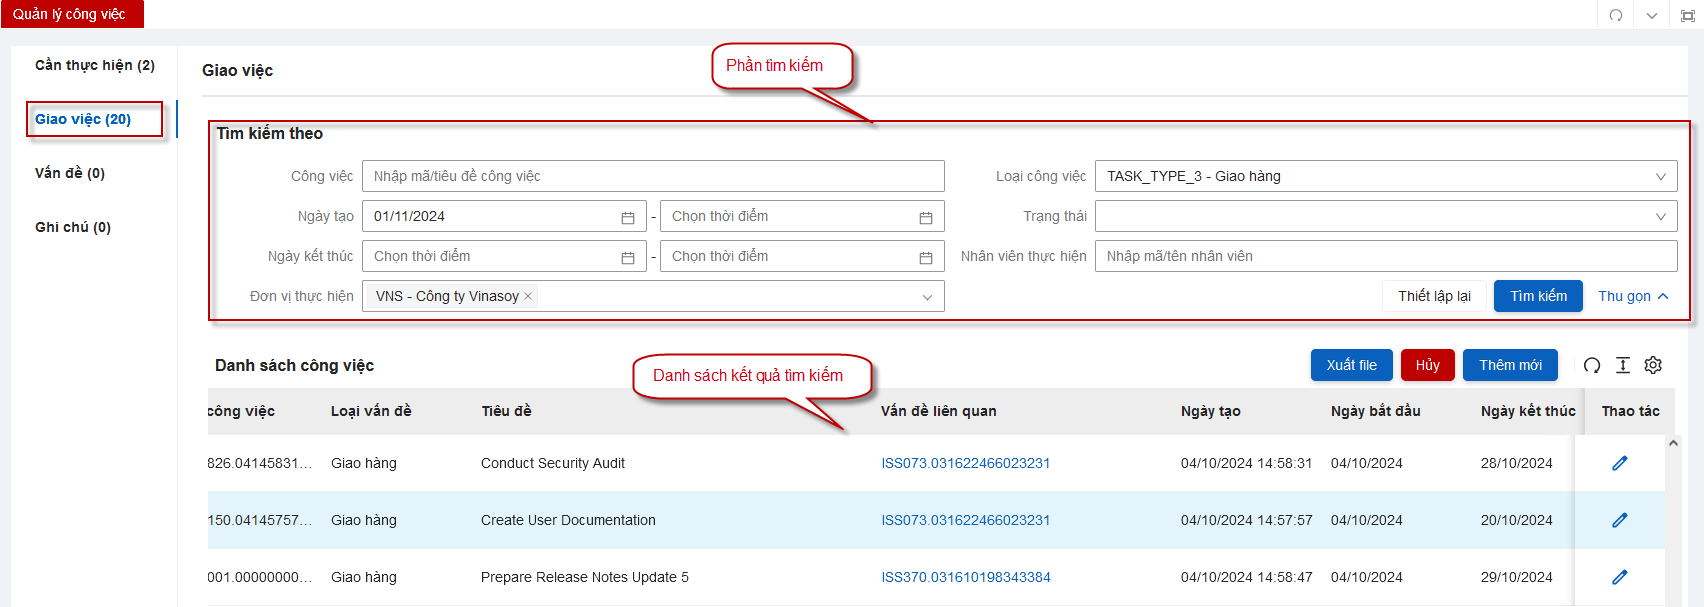 Quản lý công việc
Cần thực hiện (2)
Giao việc (20)
Vấn đề (0)
Ghi chú (0)
Giao việc
Phần tìm kiếm
Tìm kiếm theo
Công việc Nhập mã/tiêu đề công việc Loại công việc TASK_TYPE_3 - Giao hàng
Ngày tạo 01/11/2024 - Chọn thời điểm Trạng thái
Ngày kết thúc Chọn thời điểm - Chọn thời điểm Nhân viên thực hiện Nhập mã/tên nhân viên
Đơn vị thực hiện VNS - Công ty Vinasoy × Thiết lập lại Tìm kiếm Thu gọn
Danh sách công việc Xuất file Hủy Thêm mới
Danh sách kết quả tìm kiếm
công việc Loại vấn đề Tiêu đề Vấn đề liên quan Ngày tạo Ngày bắt đầu Ngày kết thúc Thao tác
826.04145831... Giao hàng Conduct Security Audit ISS073.031622466023231 04/10/2024 14:58:31 04/10/2024 28/10/2024
150.04145757... Giao hàng Create User Documentation ISS073.031622466023231 04/10/2024 14:57:57 04/10/2024 20/10/2024
001.00000000... Giao hàng Prepare Release Notes Update 5 ISS370.031610198343384 04/10/2024 14:58:47 04/10/2024 29/10/2024